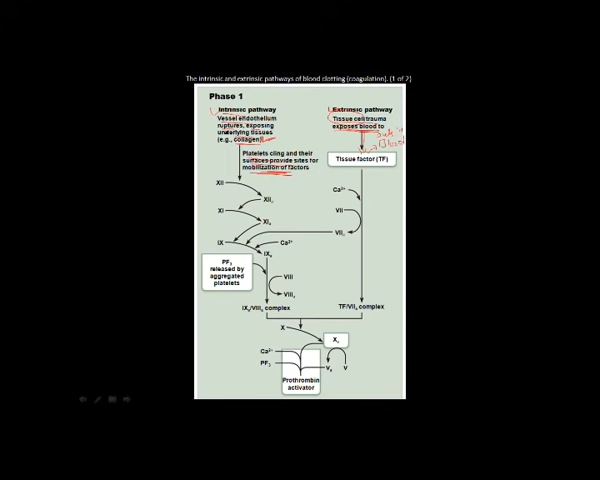 The intrinsic and extrinsic pathways of blood clotting (coagulation). (1 of 2)
Phase 1
Intrinsic pathway
Vessel endothelium
ruptures, exposing
underlying tissues
(e.g., collagen)
Extrinsic pathway
Tissue cell trauma
exposes blood to
Blood
Platelets cling and their
surfaces provide sites for
mobilization of factors
Tissue factor (TF)
XII
XIIa
XI
XIa
IX
Ca2+
IXa
Ca2+
VII
VIIa
PF3
released by
aggregated
platelets
VIII
VIIIa
IXa/VIIIa complex
TF/VIIa complex
X
Xa
Ca2+
PF3
Va
V
Prothrombin
activator